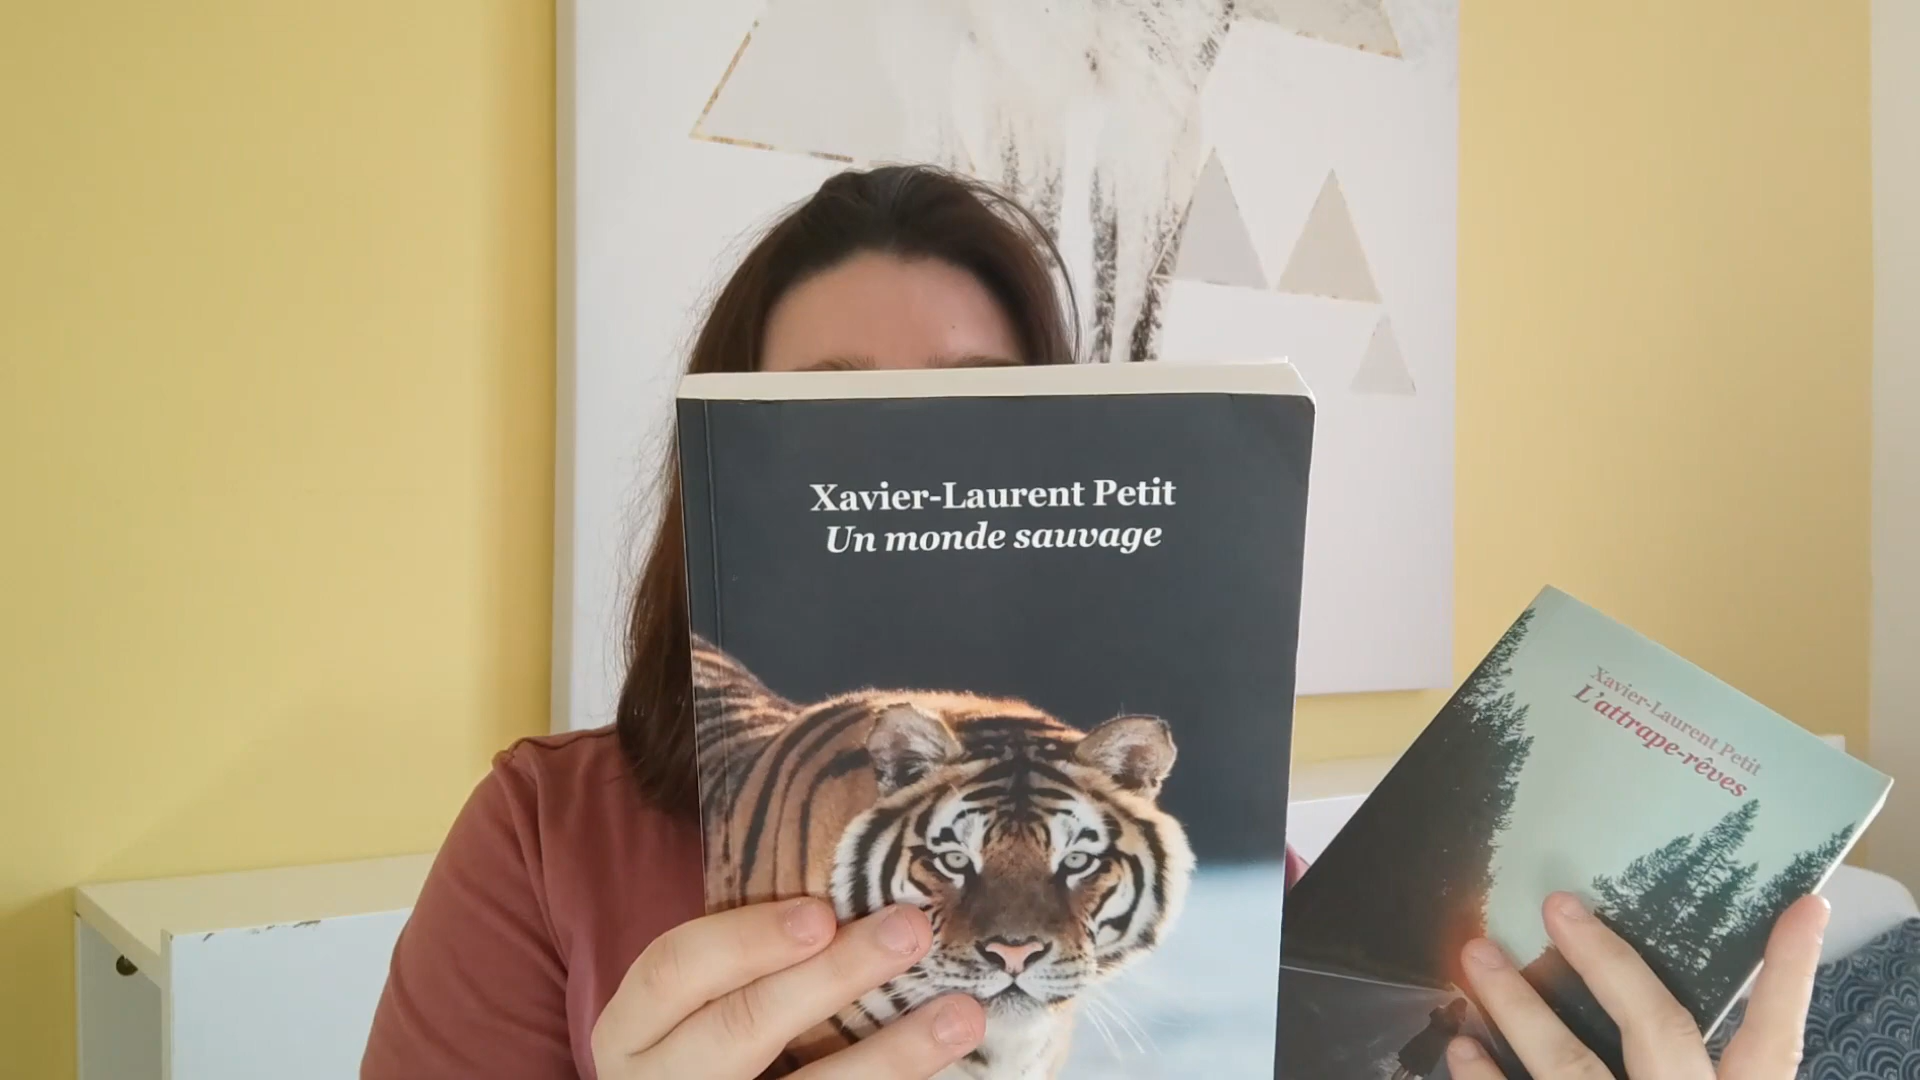 Xavier-Laurent Petit
Un monde sauvage
Xavier-Laurent Petit
L'attrape-rêves